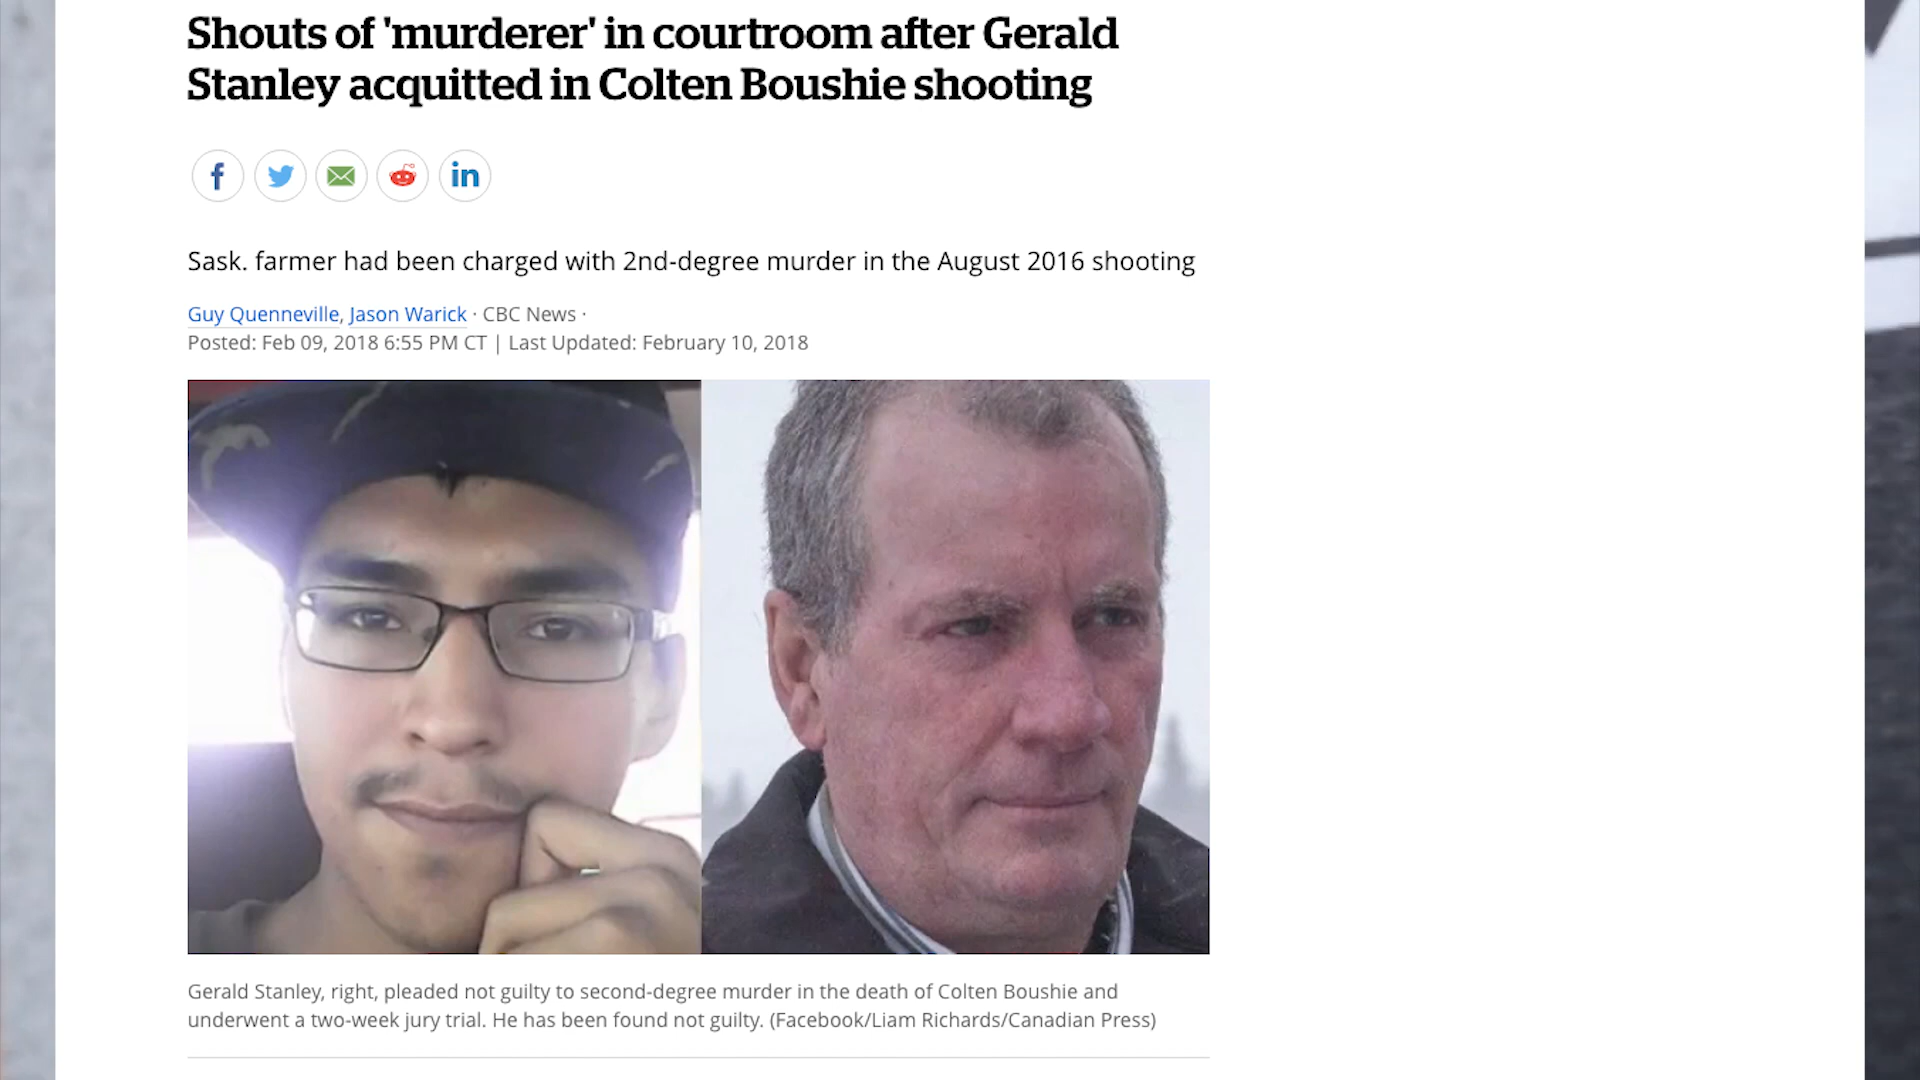 Shouts of 'murderer' in courtroom after Gerald
Stanley acquitted in Colten Boushie shooting
f
in
Sask. farmer had been charged with 2nd-degree murder in the August 2016 shooting
Guy Quenneville, Jason Warick · CBC News ·
Posted: Feb 09, 2018 6:55 PM CT | Last Updated: February 10, 2018
Gerald Stanley, right, pleaded not guilty to second-degree murder in the death of Colten Boushie and
underwent a two-week jury trial. He has been found not guilty. (Facebook/Liam Richards/Canadian Press)